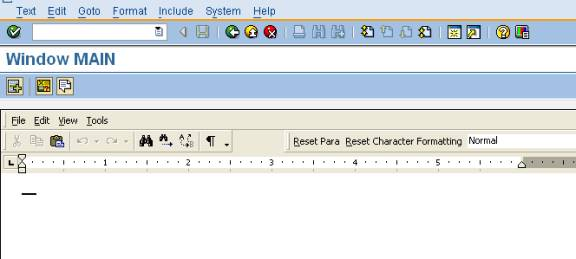 Text Edit Goto Format Include System Help
Window MAIN
File Edit View Tools
Reset Para Reset Character Formatting Normal
1 2 3 4 5